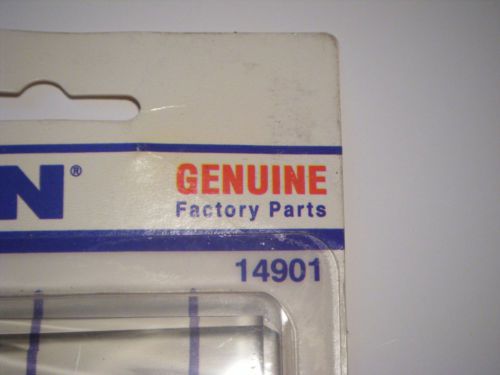 N®
GENUINE
Factory Parts
14901